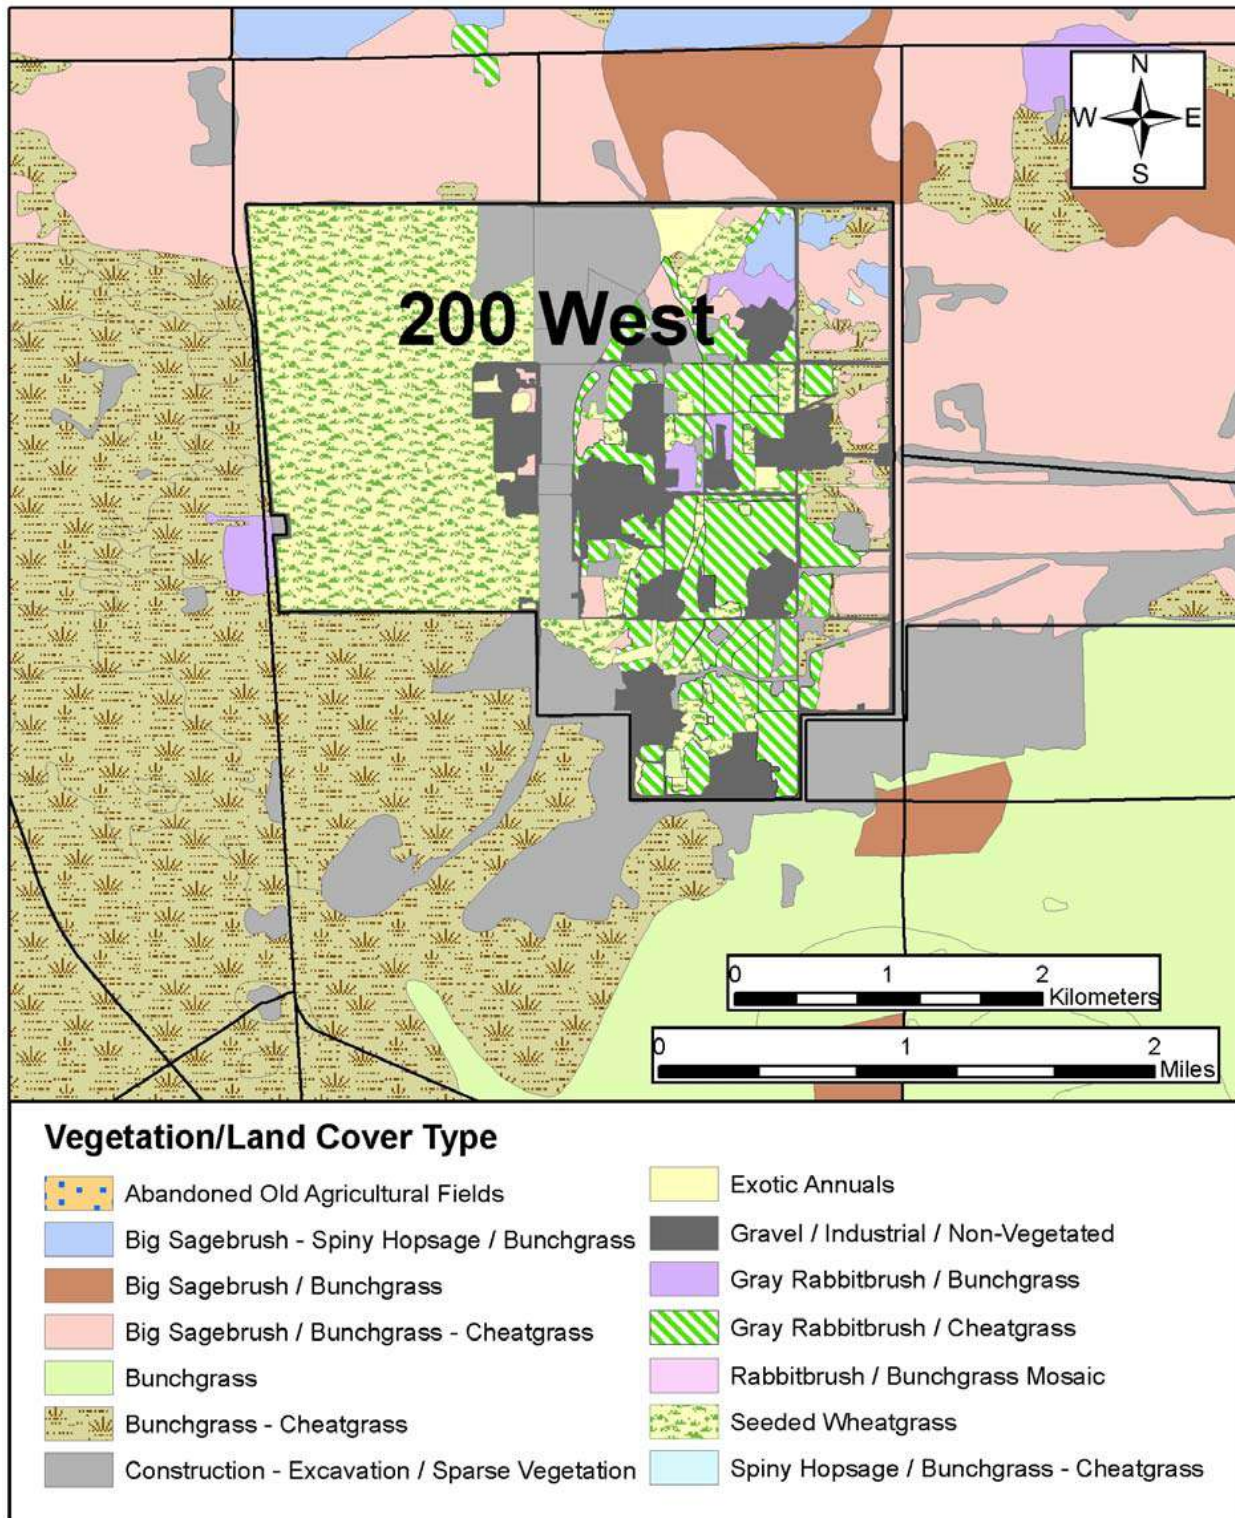 N
W E
S
200 West
0 1 2
Kilometers
0 1 2
Miles
Vegetation/Land Cover Type
Abandoned Old Agricultural Fields
Big Sagebrush - Spiny Hopsage / Bunchgrass
Big Sagebrush / Bunchgrass
Big Sagebrush / Bunchgrass - Cheatgrass
Bunchgrass
Bunchgrass - Cheatgrass
Construction - Excavation / Sparse Vegetation
Exotic Annuals
Gravel / Industrial / Non-Vegetated
Gray Rabbitbrush / Bunchgrass
Gray Rabbitbrush / Cheatgrass
Rabbitbrush / Bunchgrass Mosaic
Seeded Wheatgrass
Spiny Hopsage / Bunchgrass - Cheatgrass